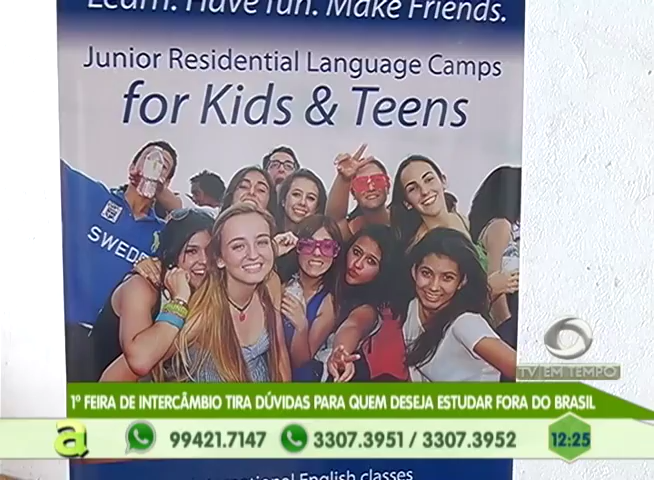 Learn. Have fun. Make Friends.
Junior Residential Language Camps
for Kids & Teens
SWED
TV EM TEMPO
1º FEIRA DE INTERCÂMBIO TIRA DÚVIDAS PARA QUEM DESEJA ESTUDAR FORA DO BRASIL
a 99421.7147 3307.3951 / 3307.3952 12:25
English classes